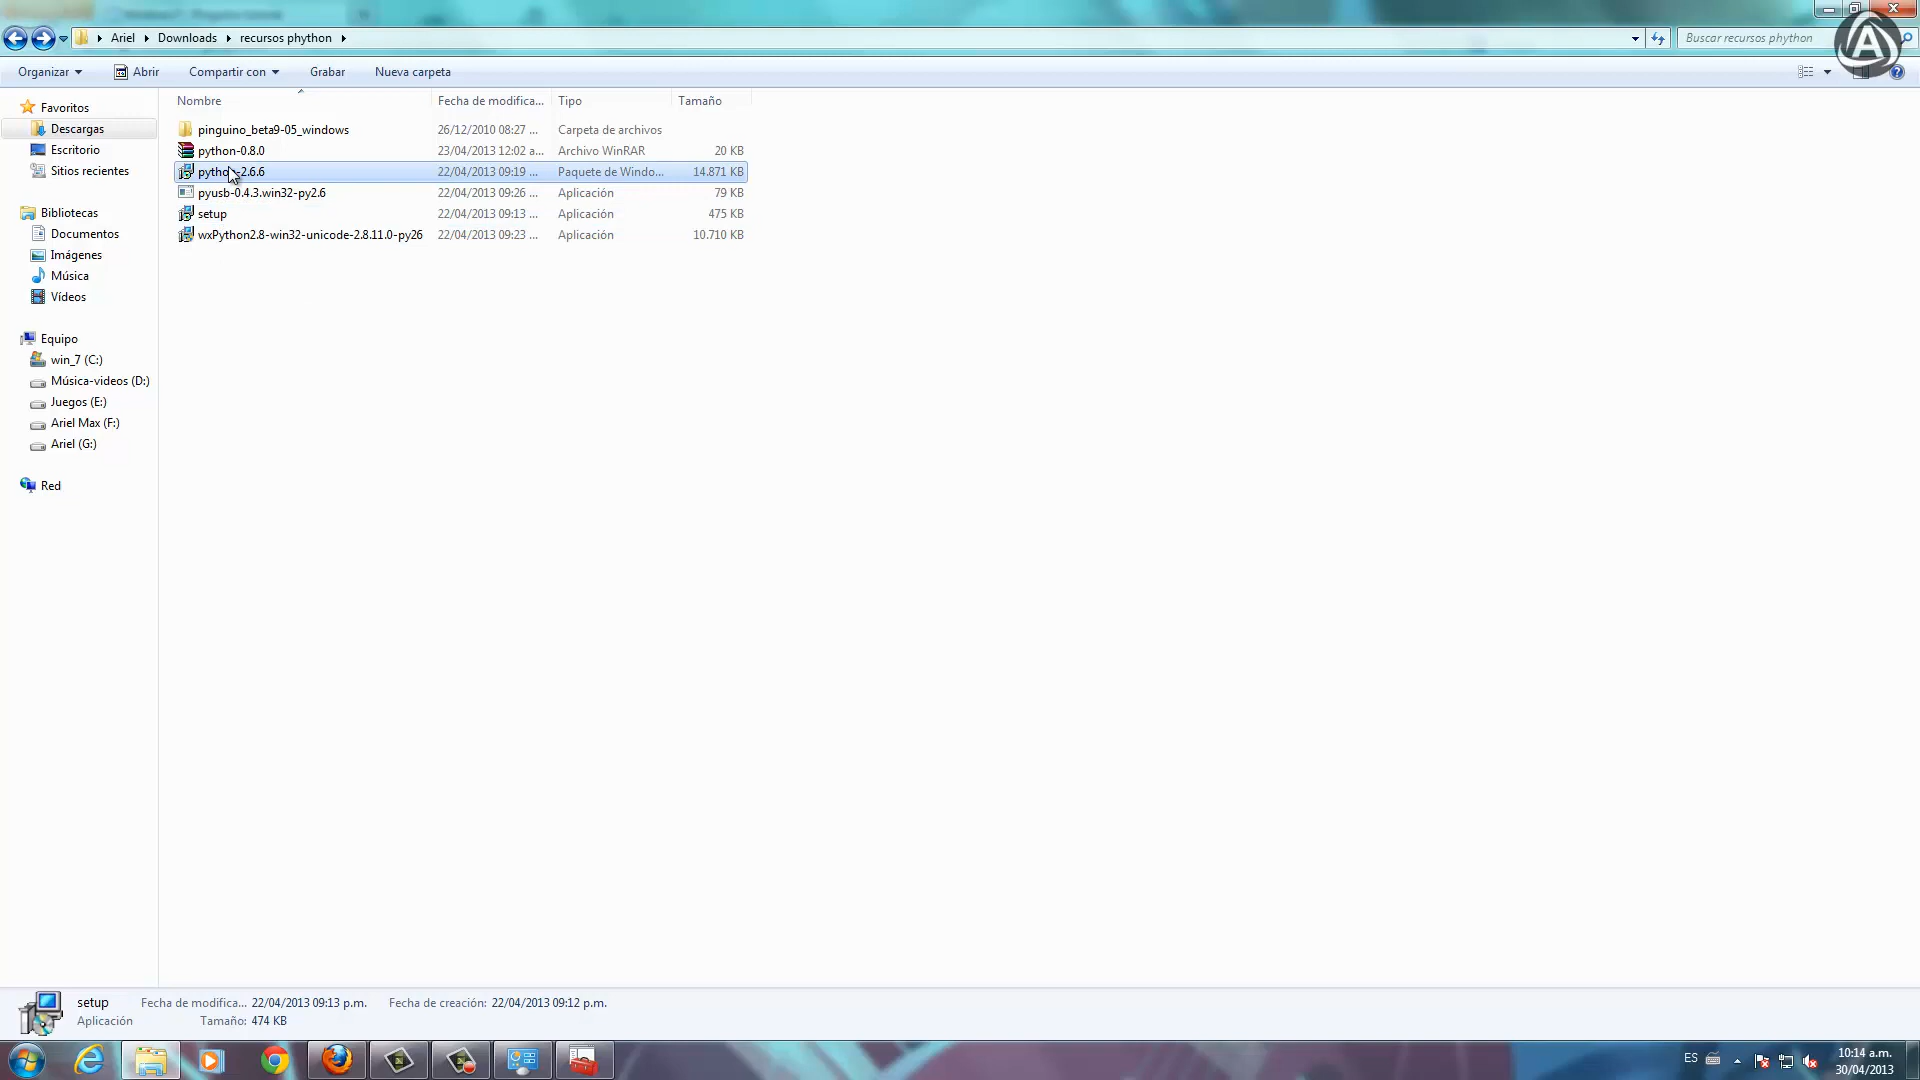 Ariel Downloads recursos phython
Buscar recursos phython
Organizar Abrir Compartir con Grabar Nueva carpeta
Nombre Fecha de modifica... Tipo Tamaño
pinguino_beta9-05_windows 26/12/2010 08:27 ... Carpeta de archivos
python-0.8.0 23/04/2013 12:02 a... Archivo WinRAR 20 KB
python-2.6.6 22/04/2013 09:19 ... Paquete de Windo... 14.871 KB
pyusb-0.4.3.win32-py2.6 22/04/2013 09:26 ... Aplicación 79 KB
setup 22/04/2013 09:13 ... Aplicación 475 KB
wxPython2.8-win32-unicode-2.8.11.0-py26 22/04/2013 09:23 ... Aplicación 10.710 KB
Favoritos
Descargas
Escritorio
Sitios recientes
Bibliotecas
Documentos
Imágenes
Música
Vídeos
Equipo
win_7 (C:)
Música-videos (D:)
Juegos (E:)
Ariel Max (F:)
Ariel (G:)
Red
setup Fecha de modifica... 22/04/2013 09:13 p.m. Fecha de creación: 22/04/2013 09:12 p.m.
Aplicación Tamaño: 474 KB
ES
10:14 a.m.
30/04/2013